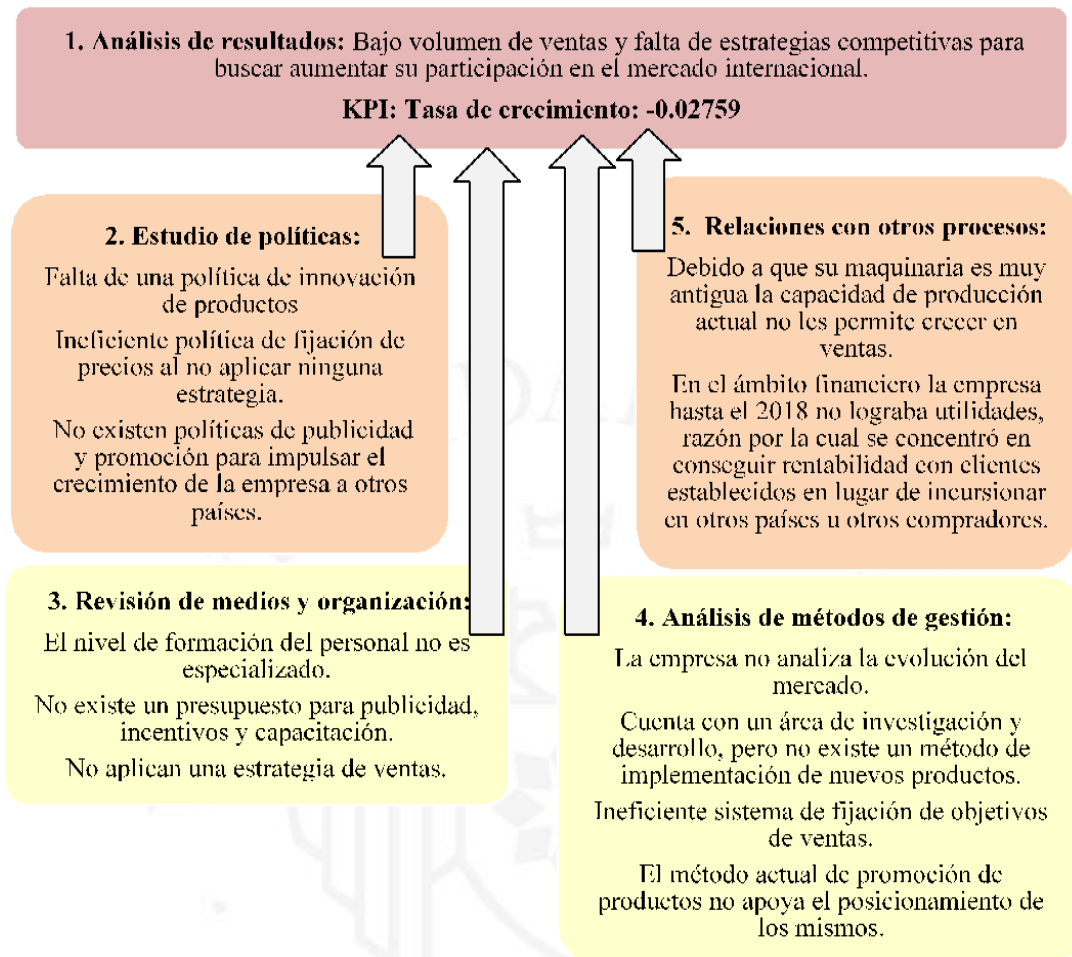 1. Análisis de resultados: Bajo volumen de ventas y falta de estrategias competitivas para
buscar aumentar su participación en el mercado internacional.
KPI: Tasa de crecimiento: -0.02759
2. Estudio de políticas:
Falta de una política de innovación
de productos
Ineficiente política de fijación de
precios al no aplicar ninguna
estrategia.
No existen políticas de publicidad
y promoción para impulsar el
crecimiento de la empresa a otros
países.
5. Relaciones con otros procesos:
Debido a que su maquinaria es muy
antigua la capacidad de producción
actual no les permite crecer en
ventas.
En el ámbito financiero la empresa
hasta el 2018 no lograba utilidades,
razón por la cual se concentró en
conseguir rentabilidad con clientes
establecidos en lugar de incursionar
en otros países u otros compradores.
3. Revisión de medios y organización:
El nivel de formación del personal no es
especializado.
No existe un presupuesto para publicidad,
incentivos y capacitación.
No aplican una estrategia de ventas.
4. Análisis de métodos de gestión:
La empresa no analiza la evolución del
mercado.
Cuenta con un área de investigación y
desarrollo, pero no existe un método de
implementación de nuevos productos.
Ineficiente sistema de fijación de objetivos
de ventas.
El método actual de promoción de
productos no apoya el posicionamiento de
los mismos.